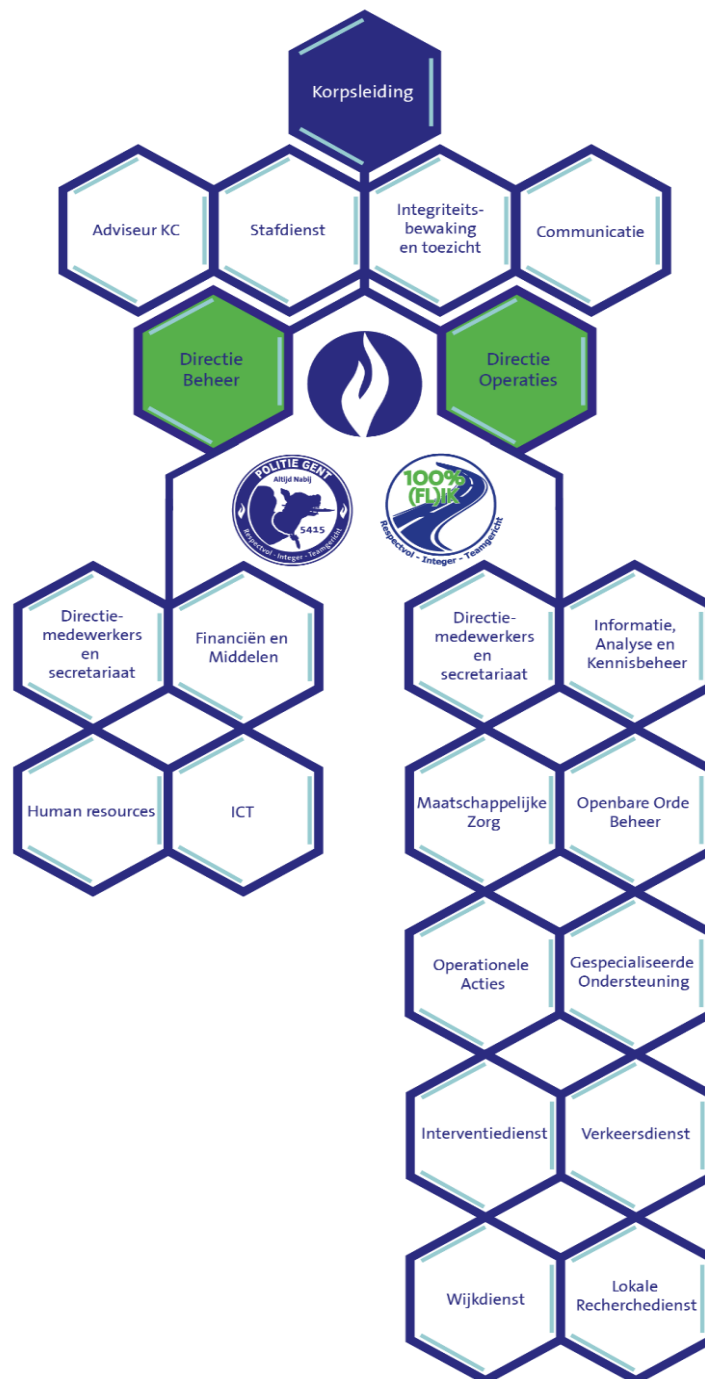 Korpsleiding
Adviseur KC
Stafdienst
Integriteits-
bewaking
en toezicht
Communicatie
Directie
Beheer
Directie
Operaties
POLITIE GENT
Altijd Nabij
5415
Respectvol - Integer - Teamgericht
100%
(FL)IK
Respectvol - Integer - Teamgericht
Directie-
medewerkers
en
secretariaat
Financiën en
Middelen
Directie-
medewerkers
en
secretariaat
Informatie,
Analyse en
Kennisbeheer
Human resources
ICT
Maatschappelijke
Zorg
Openbare Orde
Beheer
Operationele
Acties
Gespecialiseerde
Ondersteuning
Interventiedienst
Verkeersdienst
Wijkdienst
Lokale
Recherchedienst